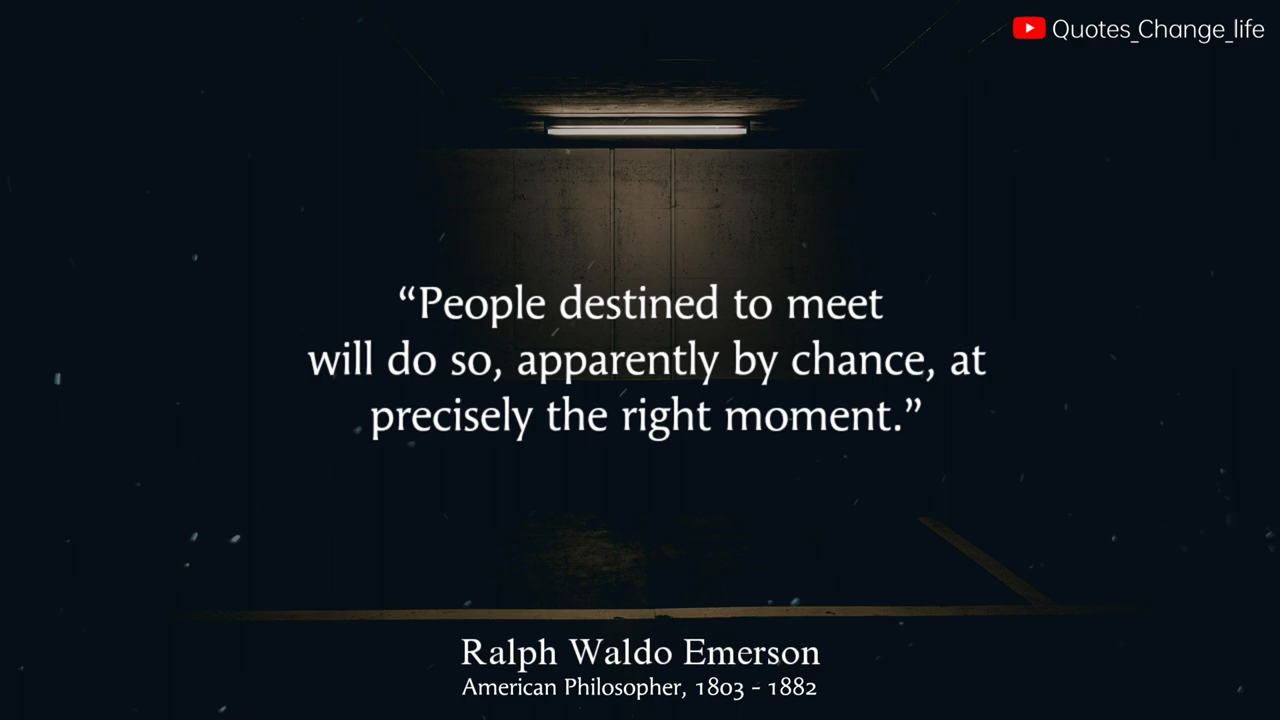 Quotes_Change_life
“People destined to meet
will do so, apparently by chance, at
precisely the right moment.”
Ralph Waldo Emerson
American Philosopher, 1803 - 1882